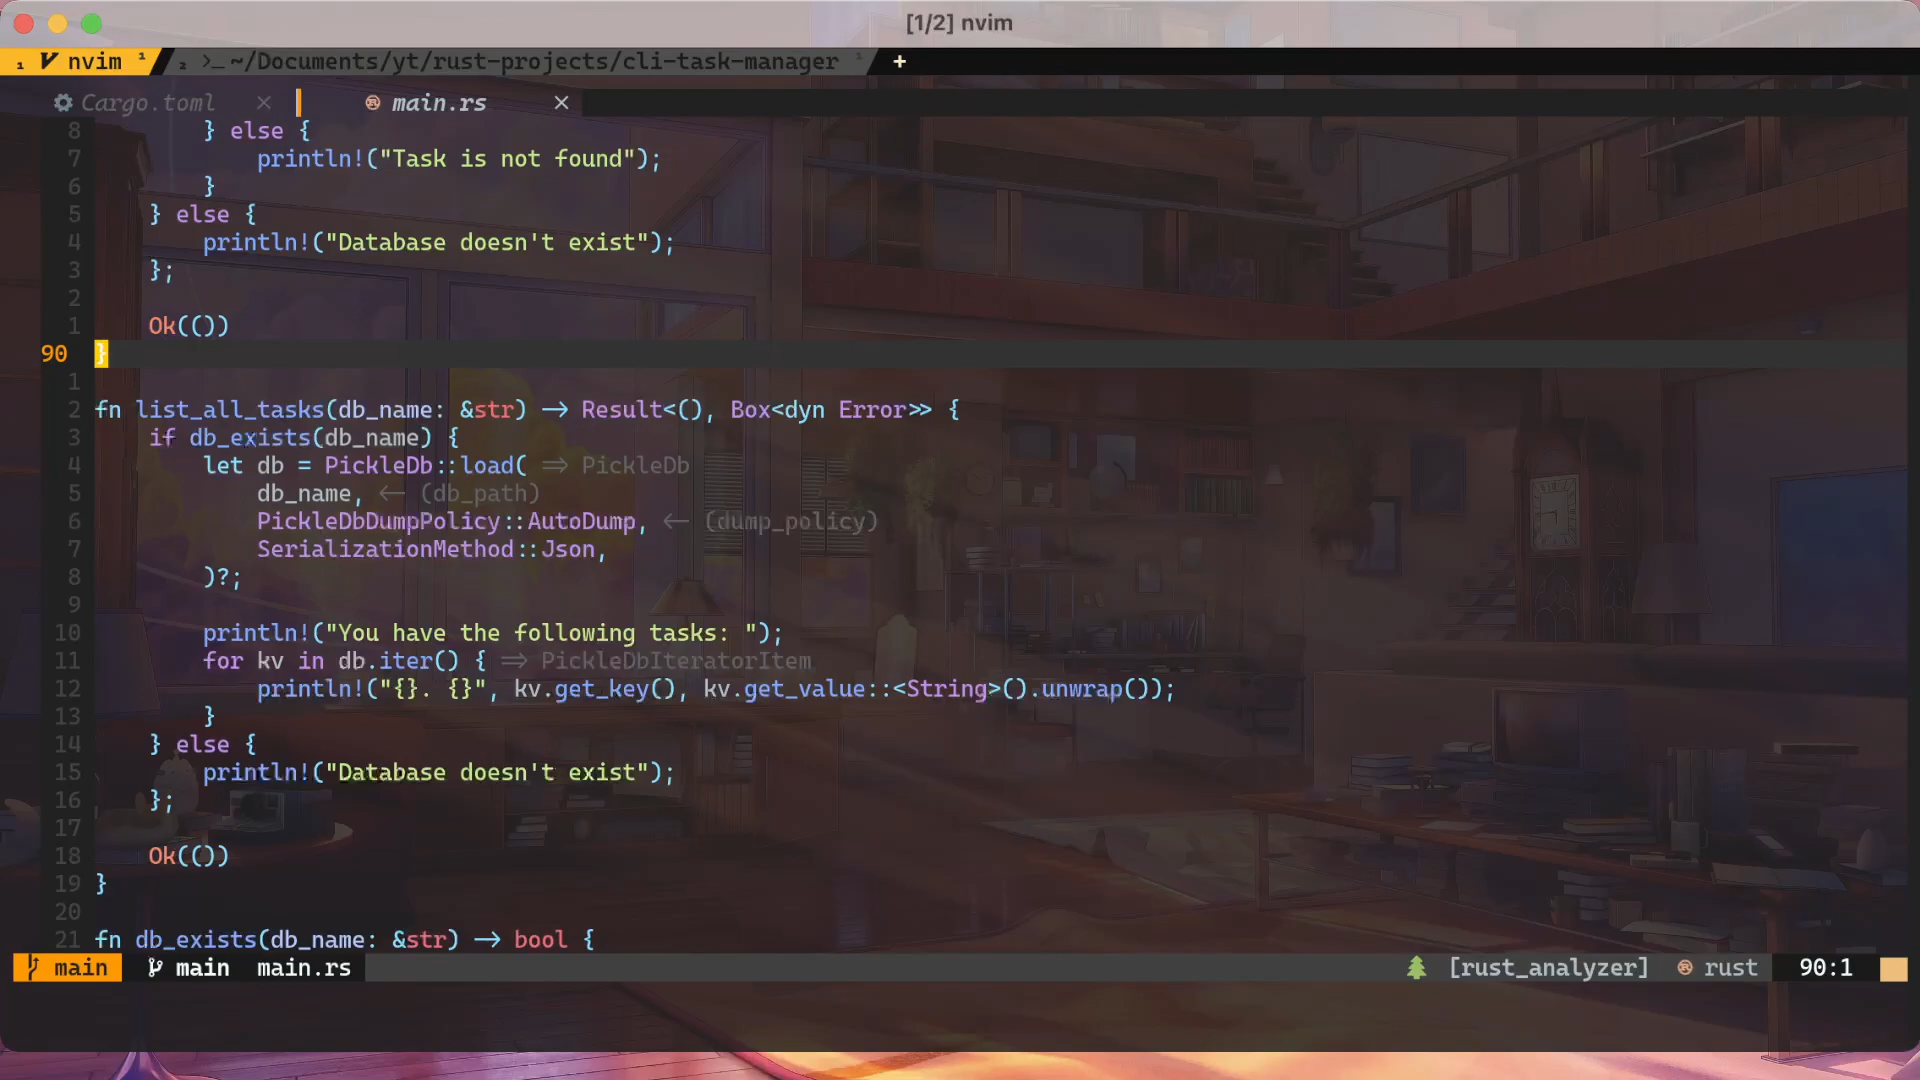 [1/2] nvim
1 nvim 1 2 >_ ~/Documents/yt/rust-projects/cli-task-manager 1 +
Cargo.toml × main.rs ×
8 } else {
7 println!("Task is not found");
6 }
5 } else {
4 println!("Database doesn't exist");
3 };
2
1 Ok(())
90 }
1
2 fn list_all_tasks(db_name: &str) -> Result<(), Box<dyn Error>> {
3 if db_exists(db_name) {
4 let db = PickleDb::load( => PickleDb
5 db_name, <- (db_path)
6 PickleDbDumpPolicy::AutoDump, <- (dump_policy)
7 SerializationMethod::Json,
8 )?;
9
10 println!("You have the following tasks: ");
11 for kv in db.iter() { => PickleDbIteratorItem
12 println!("{}. {}", kv.get_key(), kv.get_value::<String>().unwrap());
13 }
14 } else {
15 println!("Database doesn't exist");
16 };
17
18 Ok(())
19 }
20
21 fn db_exists(db_name: &str) -> bool {
main main main.rs [rust_analyzer] rust 90:1